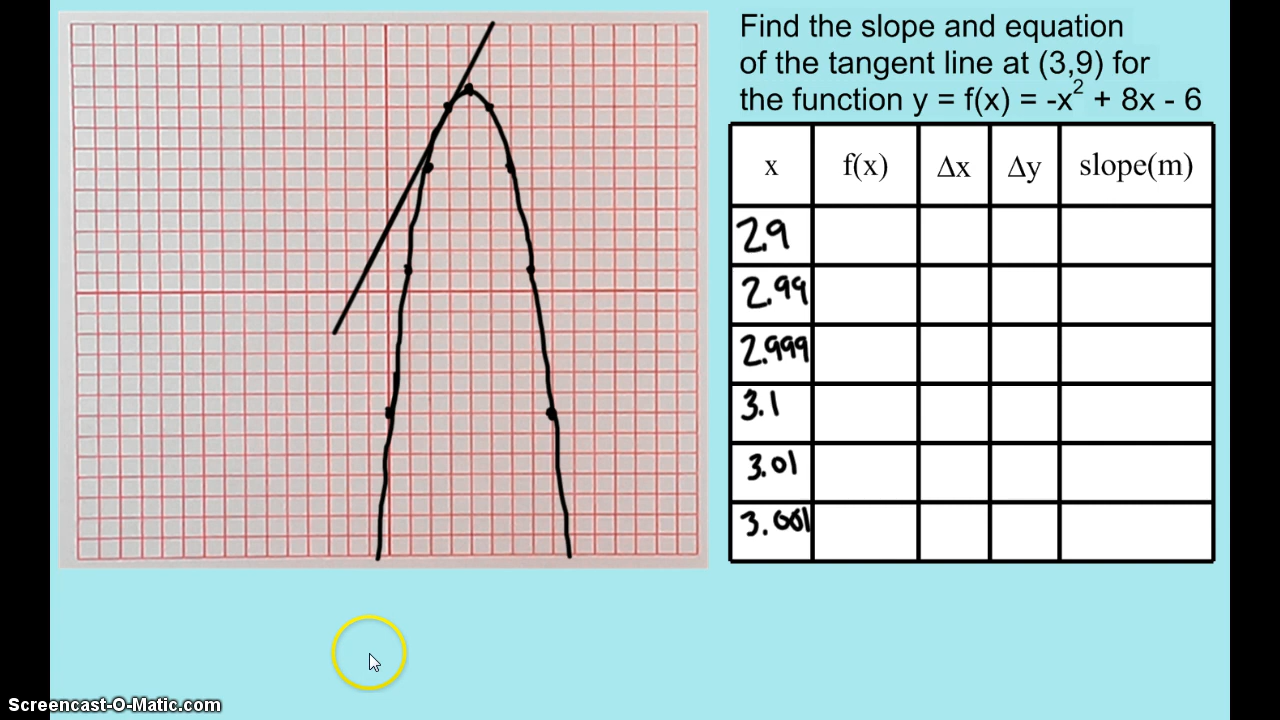 Find the slope and equation
of the tangent line at (3,9) for
the function y = f(x) = -x² + 8x - 6
x f(x) Δx Δy slope(m)
2.9
2.99
2.999
3.1
3.01
3.001
Screencast-O-Matic.com